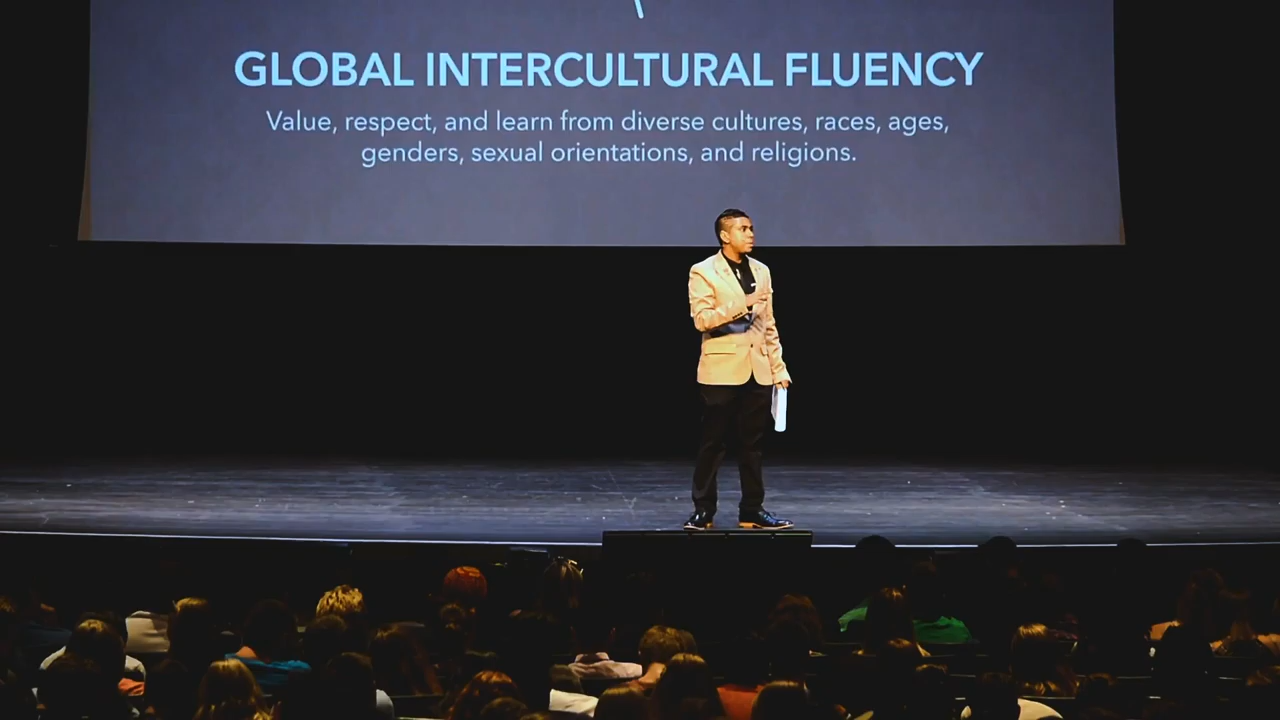 GLOBAL INTERCULTURAL FLUENCY
Value, respect, and learn from diverse cultures, races, ages,
genders, sexual orientations, and religions.